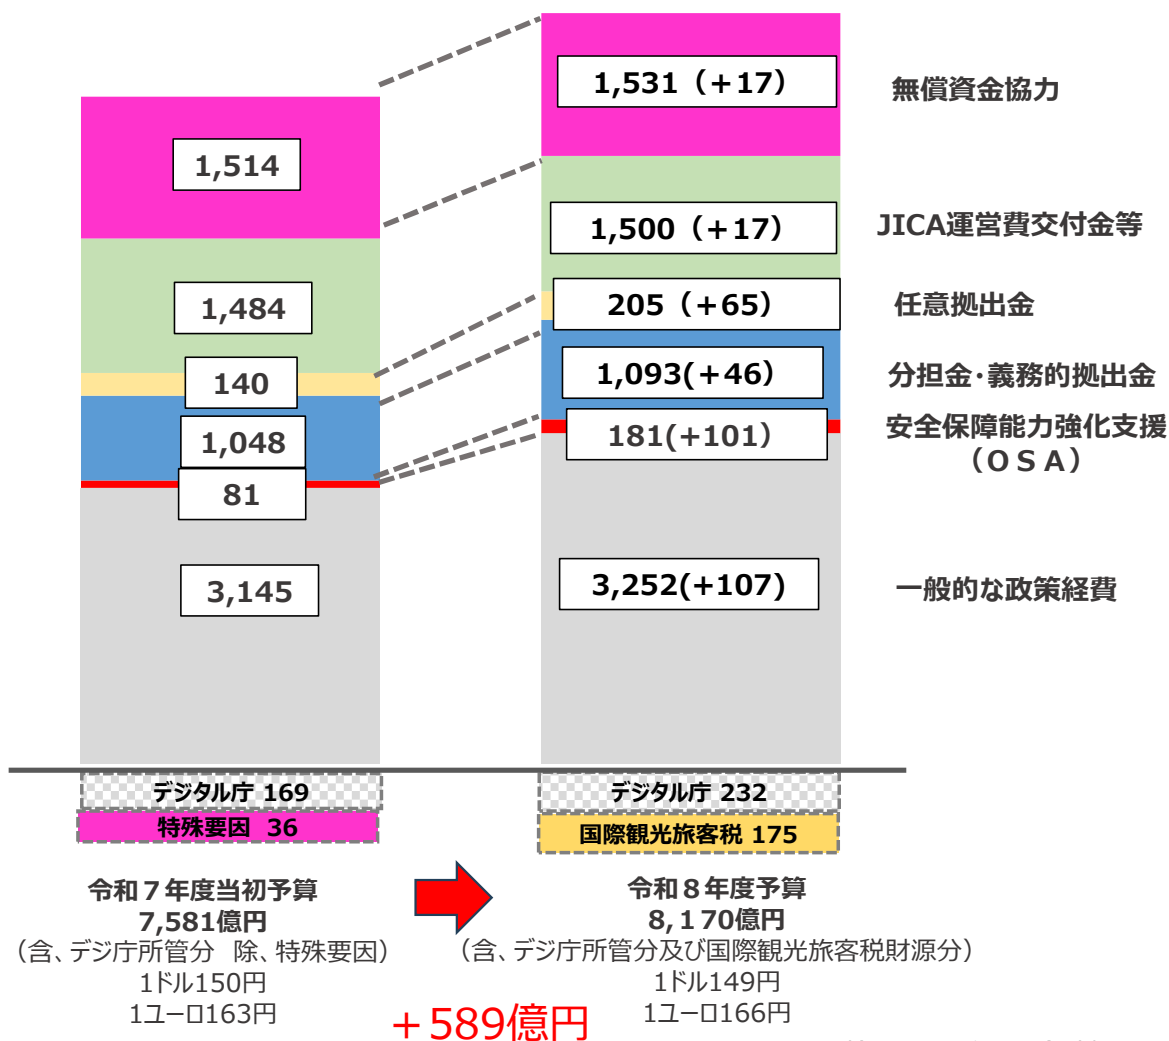 1,531（+17）
無償資金協力
1,514
1,500（+17）
JICA運営費交付金等
1,484
205（+65）
任意拠出金
140
1,093(+46）
分担金･義務的拠出金
1,048
181(+101）
安全保障能力強化支援
（ＯＳＡ）
81
3,145
3,252(+107)
一般的な政策経費
デジタル庁 169
デジタル庁 232
特殊要因 36
国際観光旅客税 175
令和７年度当初予算
7,581億円
（含、デジ庁所管分　除、特殊要因）
1ドル150円
1ユーロ163円
令和８年度予算
8,１70億円
（含、デジ庁所管分及び国際観光旅客税財源分）
1ドル149円
1ユーロ166円
＋589億円